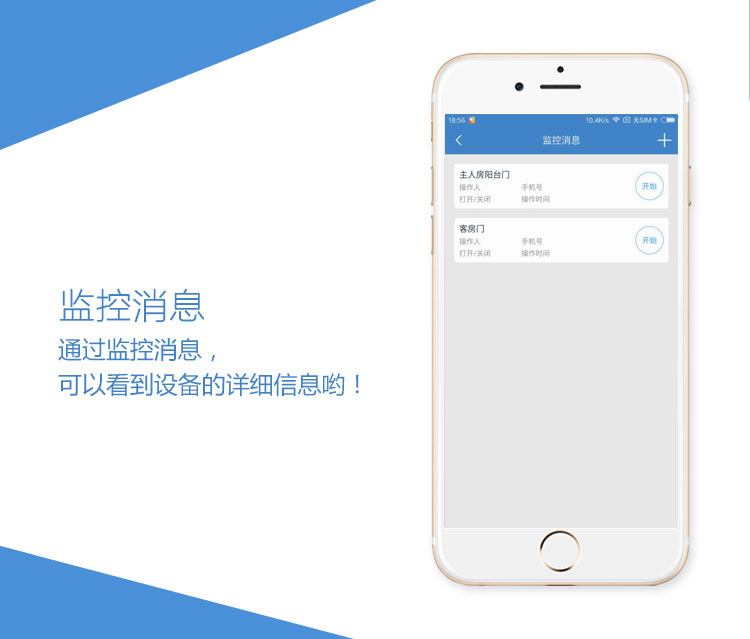 监控消息
通过监控消息，
可以看到设备的详细信息哟！
18:56 10.4K/s 无SIM卡
监控消息
主人房阳台门
操作人 手机号
打开/关闭 操作时间
开始
客房门
操作人 手机号
打开/关闭 操作时间
开始